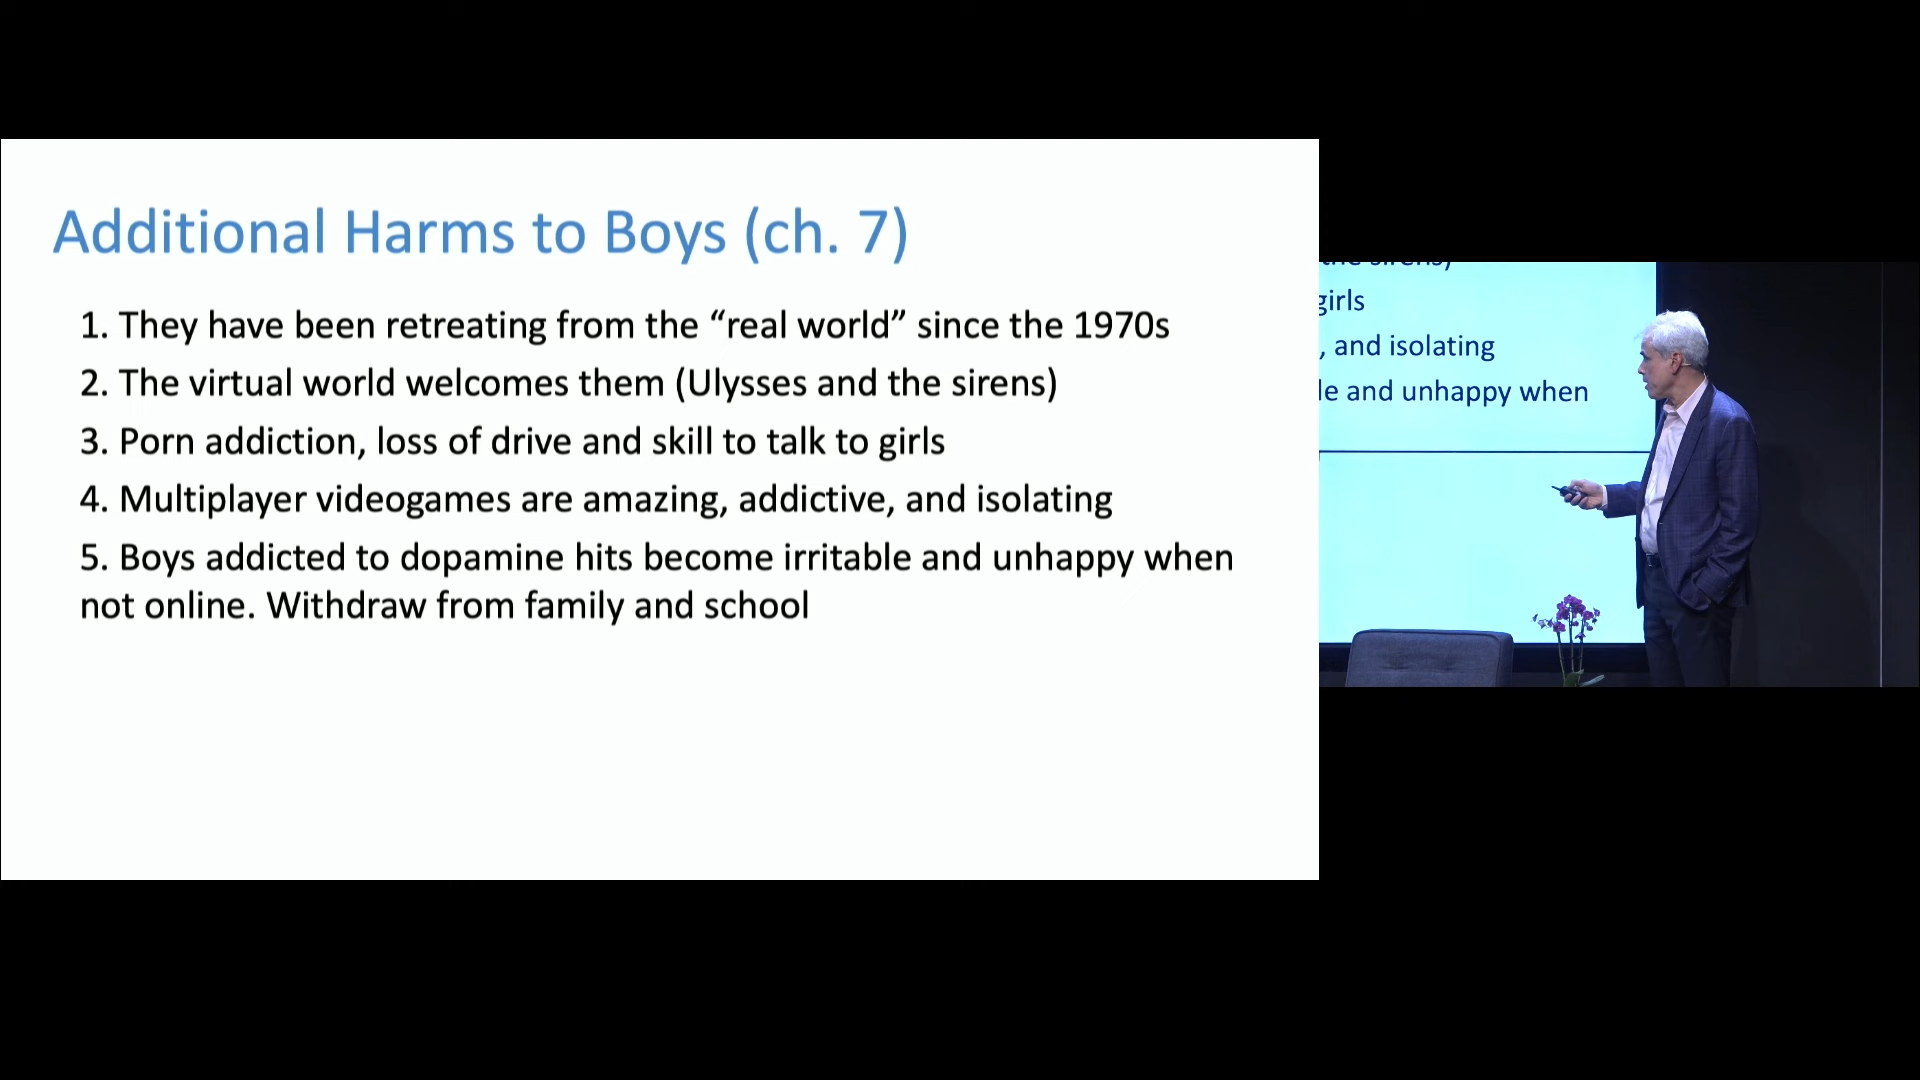 Additional Harms to Boys (ch. 7)
1. They have been retreating from the “real world” since the 1970s
2. The virtual world welcomes them (Ulysses and the sirens)
3. Porn addiction, loss of drive and skill to talk to girls
4. Multiplayer videogames are amazing, addictive, and isolating
5. Boys addicted to dopamine hits become irritable and unhappy when
not online. Withdraw from family and school
the sirens)
girls
, and isolating
le and unhappy when